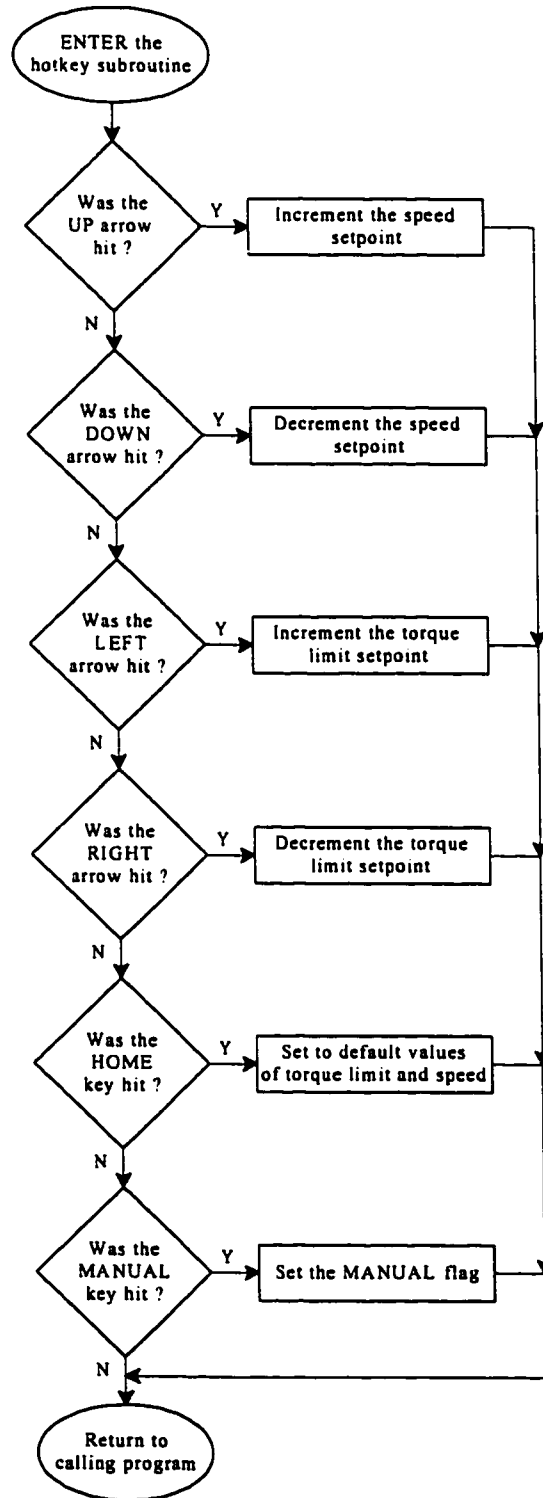 ENTER the
hotkey subroutine
Was the
UP arrow
hit ?
Y
Increment the speed
setpoint
N
Was the
DOWN
arrow hit ?
Y
Decrement the speed
setpoint
N
Was the
LEFT
arrow hit ?
Y
Increment the torque
limit setpoint
N
Was the
RIGHT
arrow hit ?
Y
Decrement the torque
limit setpoint
N
Was the
HOME
key hit ?
Y
Set to default values
of torque limit and speed
N
Was the
MANUAL
key hit ?
Y
Set the MANUAL flag
N
Return to
calling program